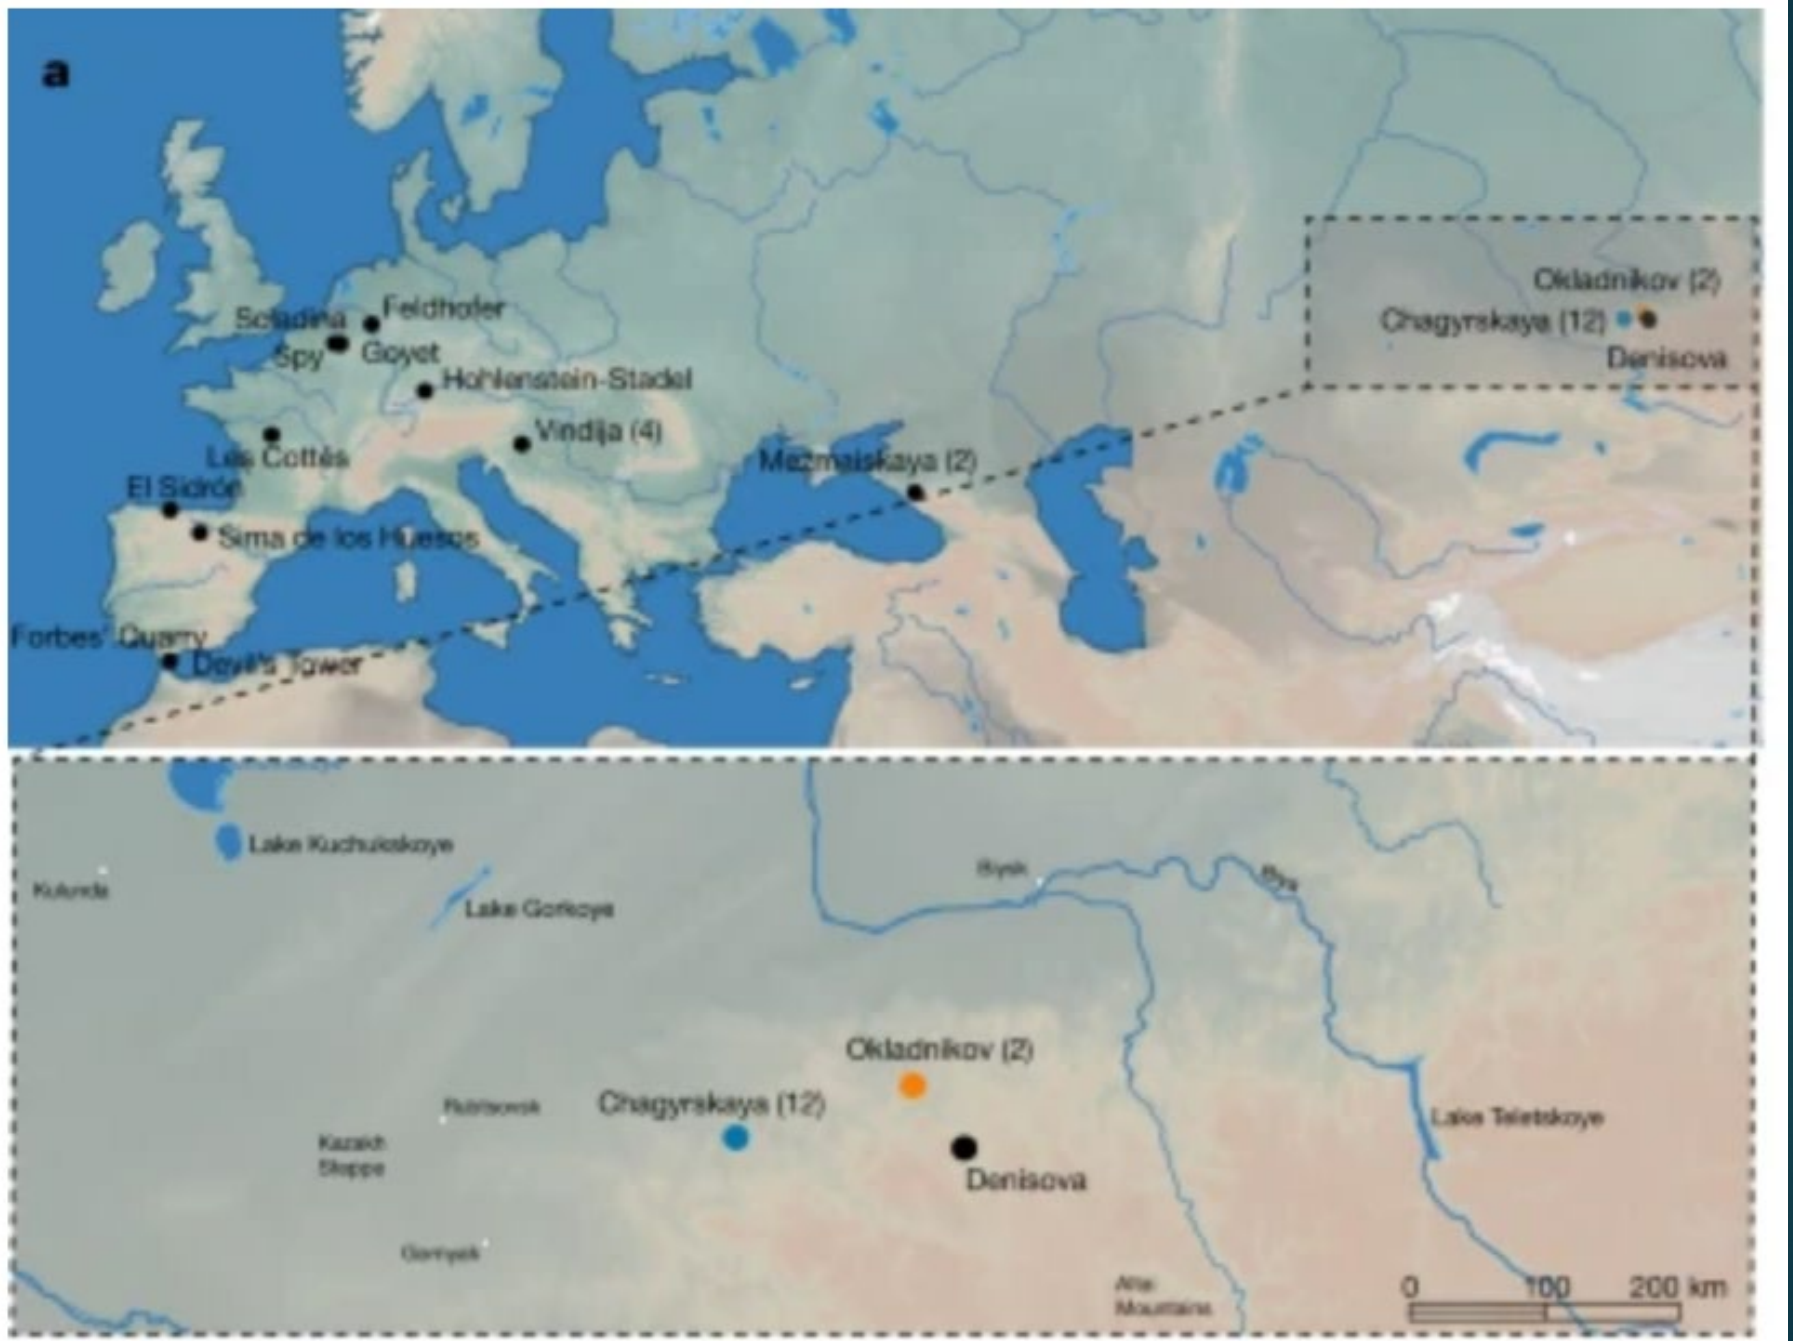 a
Okladnikov (2)
Chagyrskaya (12)
Denisova
Feldhofer
Scladina
Spy
Goyet
Hohlenstein-Stadel
Vindija (4)
Les Cottés
Mezmaiskaya (2)
El Sidrón
Sima de los Huesos
Forbes' Quarry
Devil's Tower
Lake Kuchukskoye
Kulunda
Lake Gorkoye
Biysk
Biya
Okladnikov (2)
Chagyrskaya (12)
Rubtsovsk
Kazakh
Steppe
Denisova
Lake Teletskoye
Gornyak
Altai
Mountains
0 100 200 km